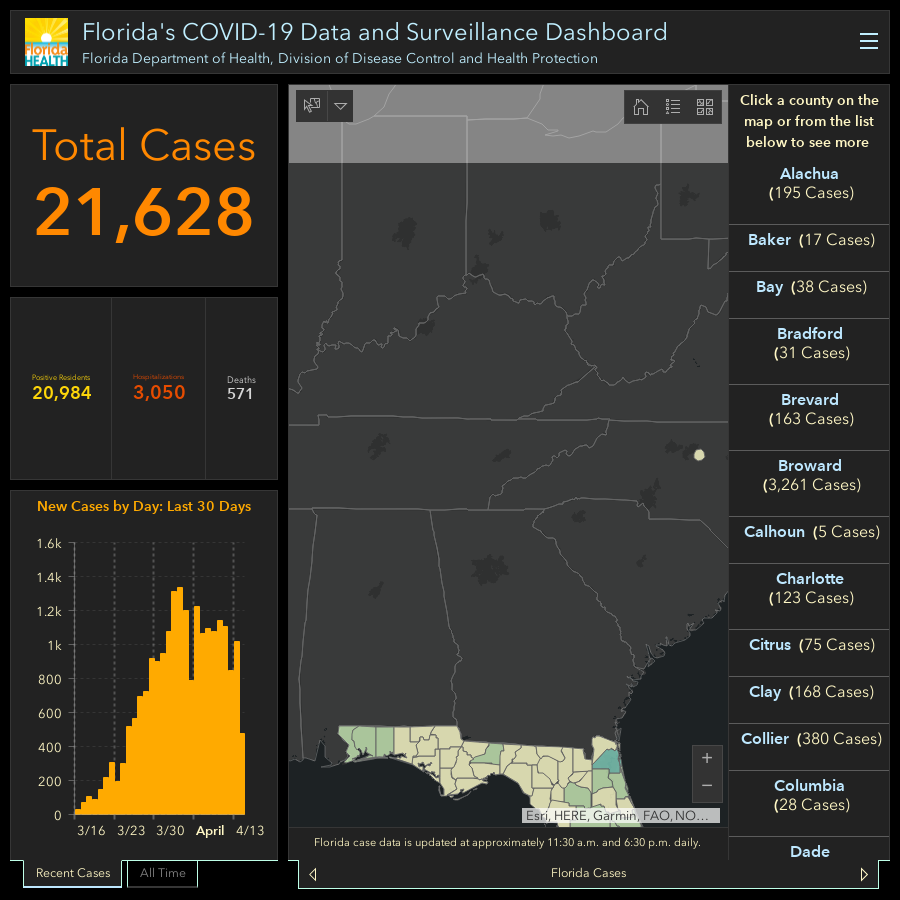 Florida
HEALTH
Florida's COVID-19 Data and Surveillance Dashboard
Florida Department of Health, Division of Disease Control and Health Protection
Total Cases
21,628
Positive Residents
20,984
Hospitalizations
3,050
Deaths
571
New Cases by Day: Last 30 Days
1.6k
1.4k
1.2k
1k
800
600
400
200
0
3/16 3/23 3/30 April 4/13
Recent Cases
All Time
+
−
Esri, HERE, Garmin, FAO, NO...
Florida case data is updated at approximately 11:30 a.m. and 6:30 p.m. daily.
Florida Cases
Click a county on the
map or from the list
below to see more
Alachua
(195 Cases)
Baker (17 Cases)
Bay (38 Cases)
Bradford
(31 Cases)
Brevard
(163 Cases)
Broward
(3,261 Cases)
Calhoun (5 Cases)
Charlotte
(123 Cases)
Citrus (75 Cases)
Clay (168 Cases)
Collier (380 Cases)
Columbia
(28 Cases)
Dade